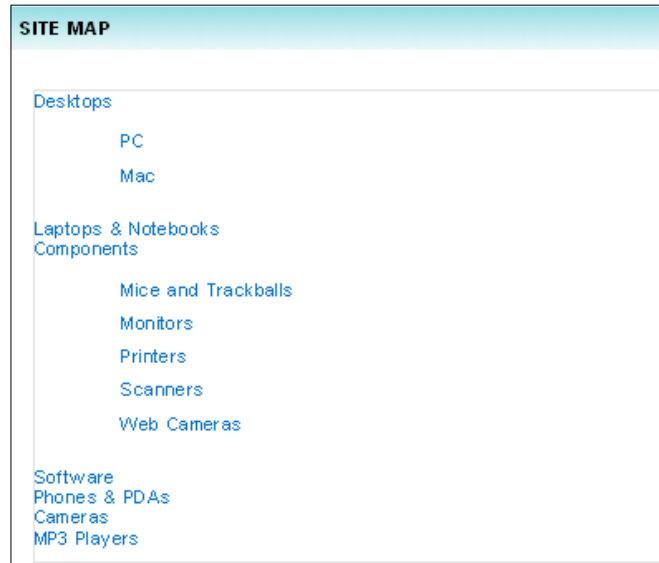 SITE MAP
Desktops
PC
Mac
Laptops & Notebooks
Components
Mice and Trackballs
Monitors
Printers
Scanners
Web Cameras
Software
Phones & PDAs
Cameras
MP3 Players